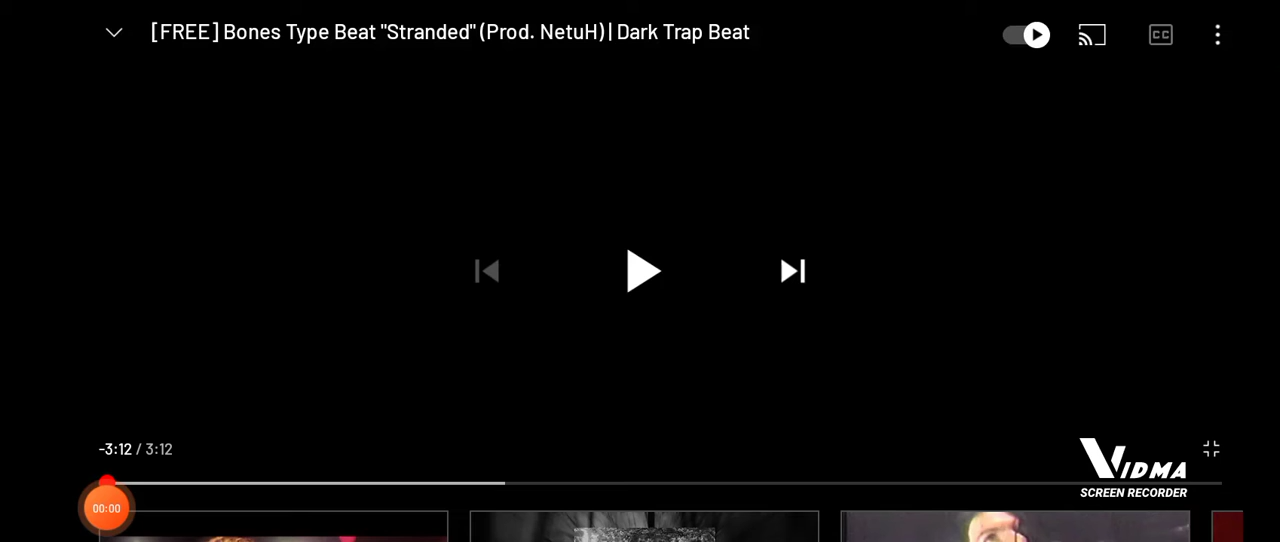 [FREE] Bones Type Beat "Stranded" (Prod. NetuH) | Dark Trap Beat
CC
-3:12 / 3:12
VIDMA
SCREEN RECORDER
00:00